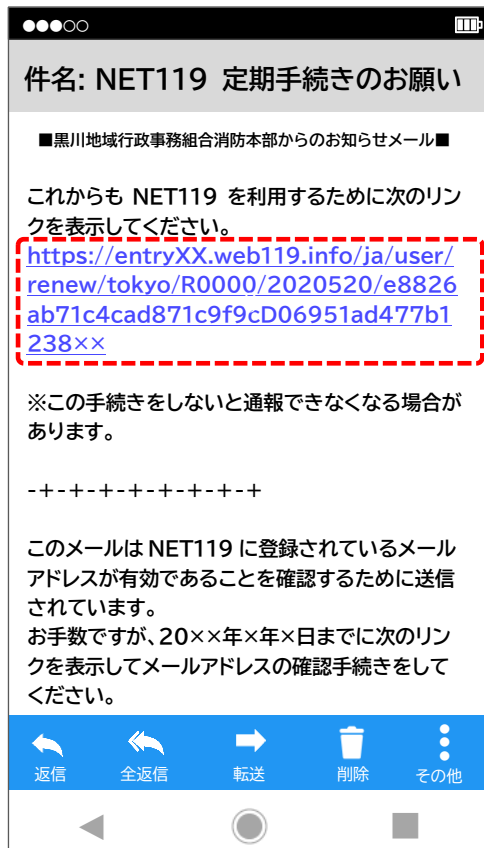 件名: NET119 定期手続きのお願い
■黒川地域行政事務組合消防本部からのお知らせメール■
これからも NET119 を利用するために次のリン
クを表示してください。
https://entryXX.web119.info/ja/user/
renew/tokyo/R0000/2020520/e8826
ab71c4cad871c9f9cD06951ad477b1
238××
※この手続きをしないと通報できなくなる場合が
あります。
-+-+-+-+-+-+-+-+
このメールは NET119 に登録されているメール
アドレスが有効であることを確認するために送信
されています。
お手数ですが、20××年×年×日までに次のリン
クを表示してメールアドレスの確認手続きをして
ください。
返信 全返信 転送 削除 その他